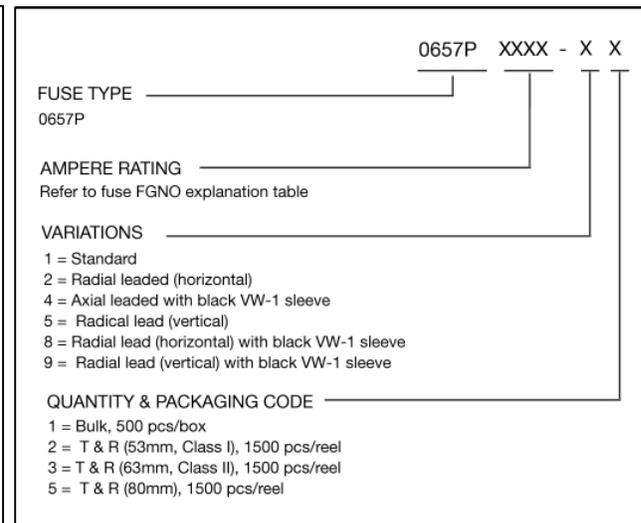 0657P XXXX - X X
FUSE TYPE
0657P
AMPERE RATING
Refer to fuse FGNO explanation table
VARIATIONS
1 = Standard
2 = Radial leaded (horizontal)
4 = Axial leaded with black VW-1 sleeve
5 = Radical lead (vertical)
8 = Radial lead (horizontal) with black VW-1 sleeve
9 = Radial lead (vertical) with black VW-1 sleeve
QUANTITY & PACKAGING CODE
1 = Bulk, 500 pcs/box
2 = T & R (53mm, Class I), 1500 pcs/reel
3 = T & R (63mm, Class II), 1500 pcs/reel
5 = T & R (80mm), 1500 pcs/reel